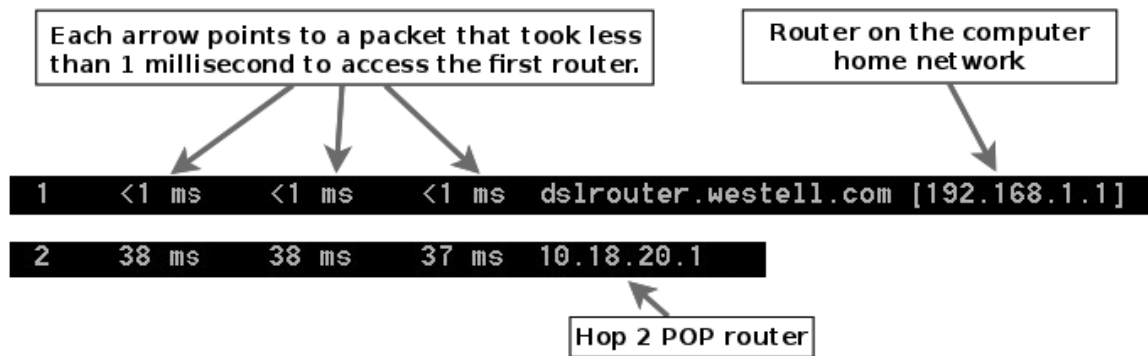 Each arrow points to a packet that took less
than 1 millisecond to access the first router.
Router on the computer
home network
1 <1 ms <1 ms <1 ms dslrouter.westell.com [192.168.1.1]
2 38 ms 38 ms 37 ms 10.18.20.1
Hop 2 POP router